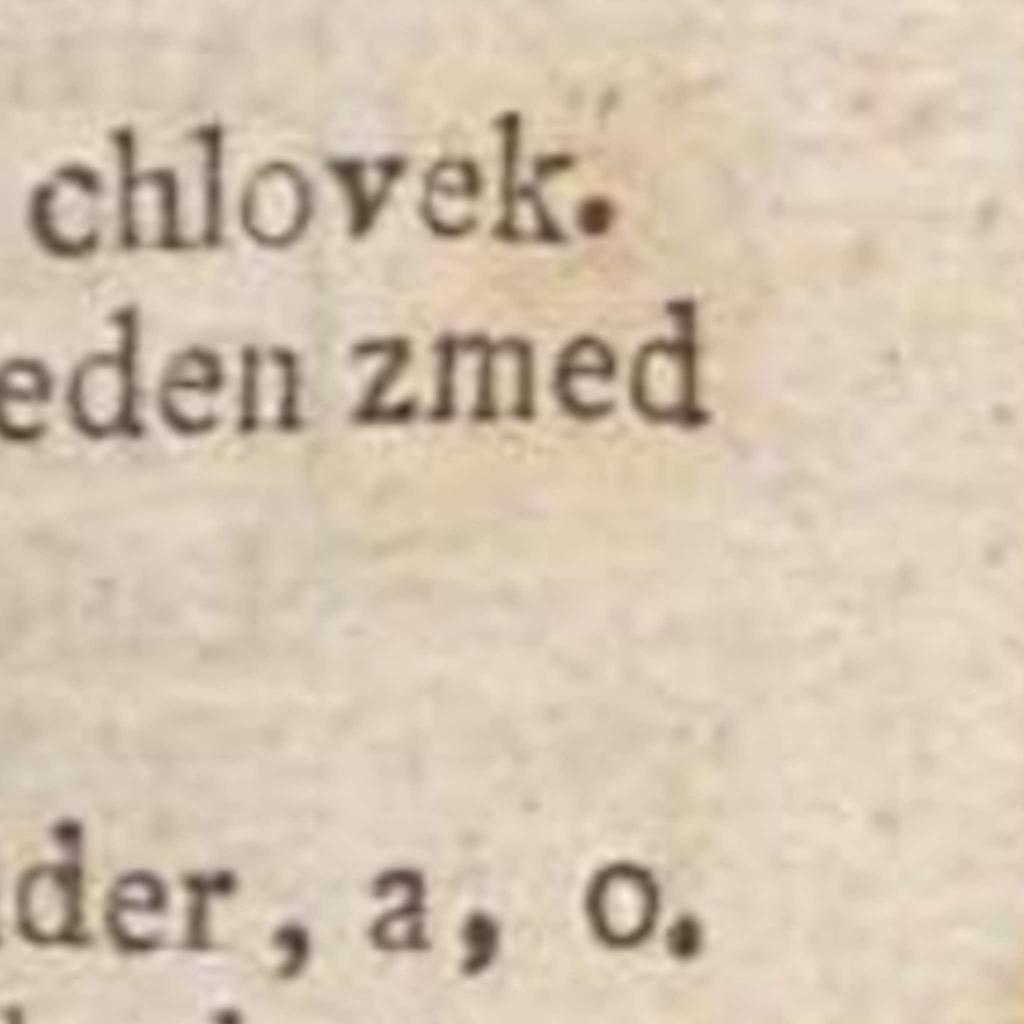 chlovek.
eden zmed
der, a, o.